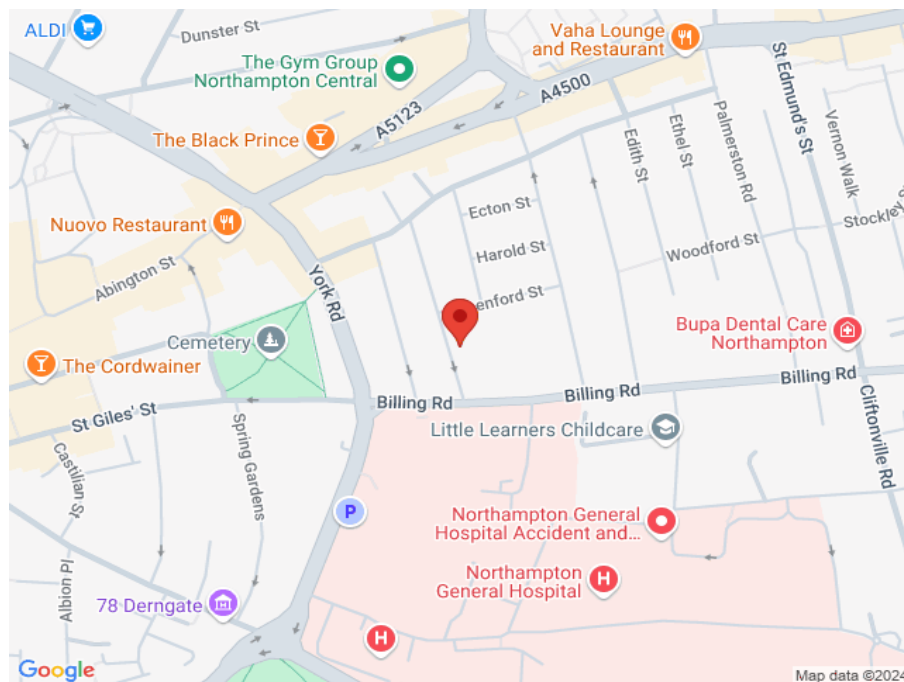 ALDI
Dunster St
The Gym Group
Northampton Central
Vaha Lounge
and Restaurant
A5123
A4500
The Black Prince
St Edmund's St
Edith St
Ethel St
Palmerston Rd
Vernon Walk
Ecton St
Nuovo Restaurant
Harold St
Woodford St
Stockley
Abington St
York Rd
enford St
Cemetery
Bupa Dental Care
Northampton
The Cordwainer
Billing Rd
Billing Rd
Billing Rd
St Giles' St
Spring Gardens
Little Learners Childcare
Cliftonville Rd
Castilian St
P
Northampton General
Hospital Accident and...
Northampton
General Hospital
H
Albion Pl
78 Derngate
H
Google
Map data ©2024